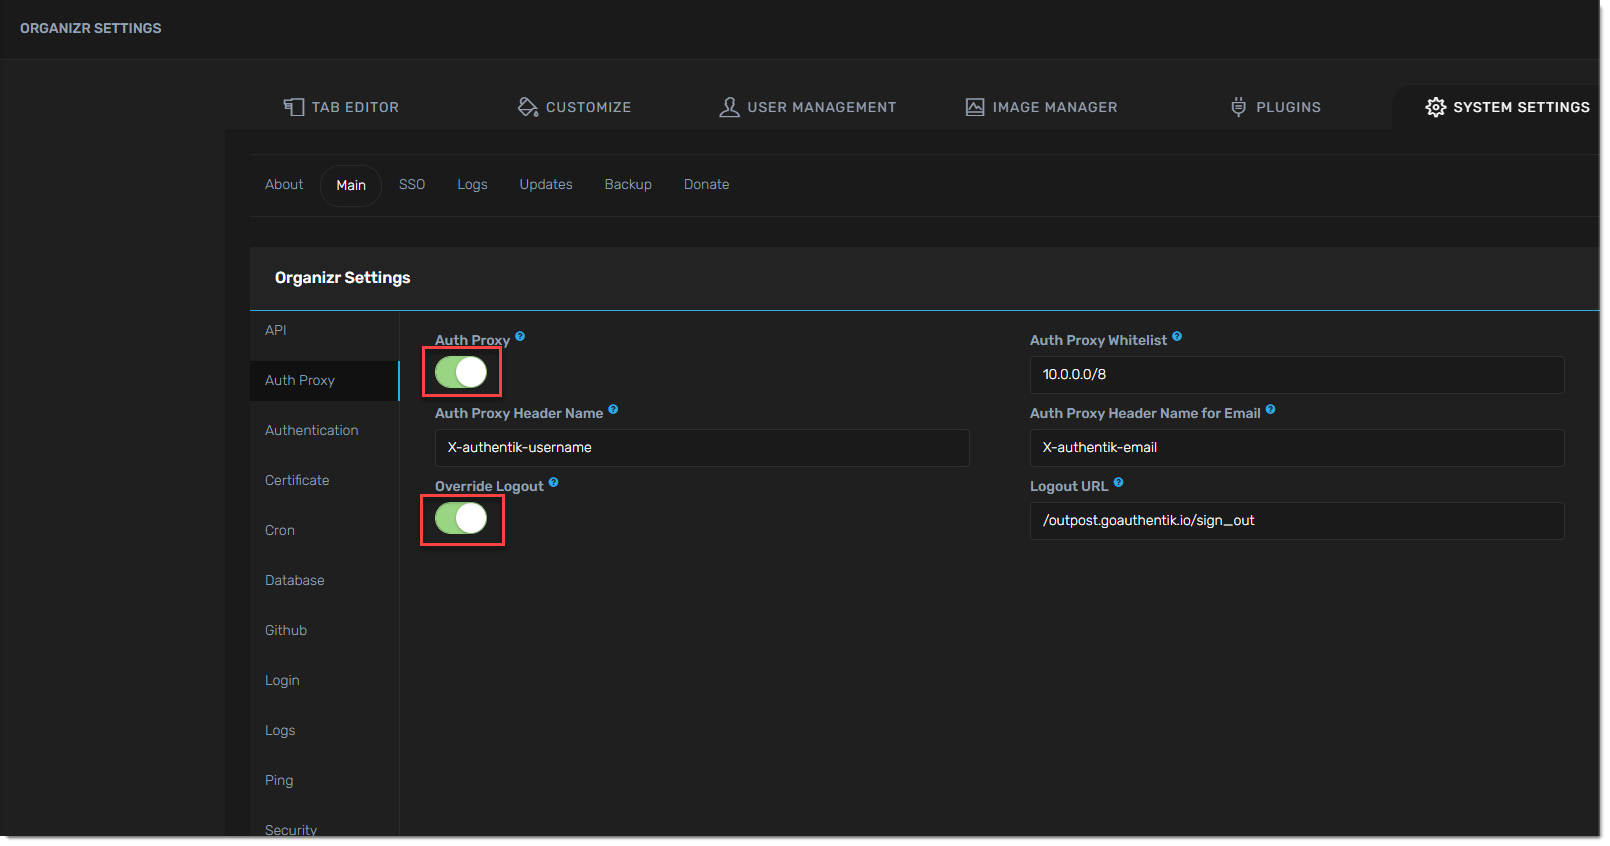 ORGANIZR SETTINGS
TAB EDITOR
CUSTOMIZE
USER MANAGEMENT
IMAGE MANAGER
PLUGINS
SYSTEM SETTINGS
About
Main
SSO
Logs
Updates
Backup
Donate
Organizr Settings
API
Auth Proxy
Authentication
Certificate
Cron
Database
Github
Login
Logs
Ping
Security
Auth Proxy ?
Auth Proxy Whitelist ?
10.0.0.0/8
Auth Proxy Header Name ?
X-authentik-username
Auth Proxy Header Name for Email ?
X-authentik-email
Override Logout ?
Logout URL ?
/outpost.goauthentik.io/sign_out